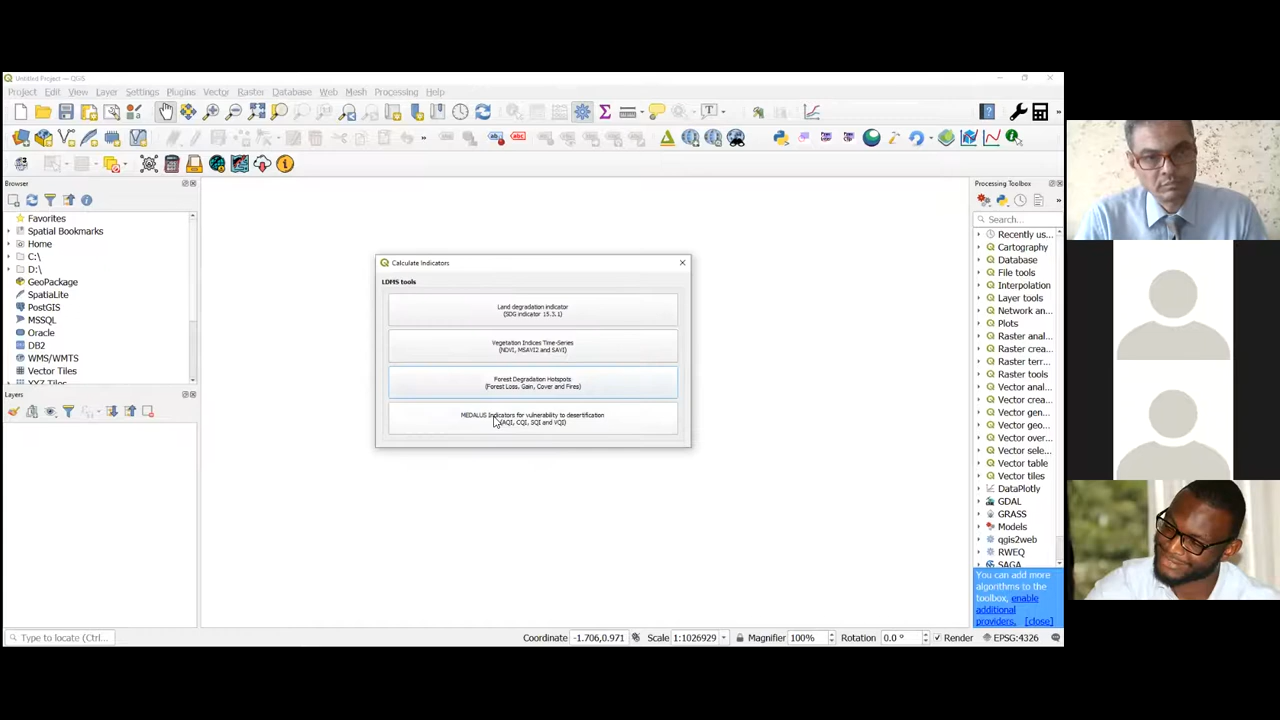 Untitled Project — QGIS
Project Edit View Layer Settings Plugins Vector Raster Database Web Mesh Processing Help
Browser
Favorites
Spatial Bookmarks
Home
C:\
D:\
GeoPackage
SpatiaLite
PostGIS
MSSQL
Oracle
DB2
WMS/WMTS
Vector Tiles
XYZ Tiles
Layers
Calculate Indicators
LDMS tools
Land degradation indicator
(SDG indicator 15.3.1)
Vegetation Indices Time-Series
(NDVI, MSAVI2 and SAVI)
Forest Degradation Hotspots
(Forest Loss, Gain, Cover and Fires)
MEDALUS Indicators for vulnerability to desertification
(AQI, CQI, SQI and VQI)
Processing Toolbox
Search...
Recently us...
Cartography
Database
File tools
Interpolation
Layer tools
Network an...
Plots
Raster anal...
Raster crea...
Raster terr...
Raster tools
Vector anal...
Vector crea...
Vector gen...
Vector geo...
Vector over...
Vector sele...
Vector table
Vector tiles
DataPlotly
GDAL
GRASS
Models
qgis2web
RWEQ
SAGA
You can add more
algorithms to the
toolbox, enable
additional
providers. [close]
Type to locate (Ctrl...
Coordinate -1.706,0.971 Scale 1:1026929 Magnifier 100% Rotation 0.0 ° Render EPSG:4326